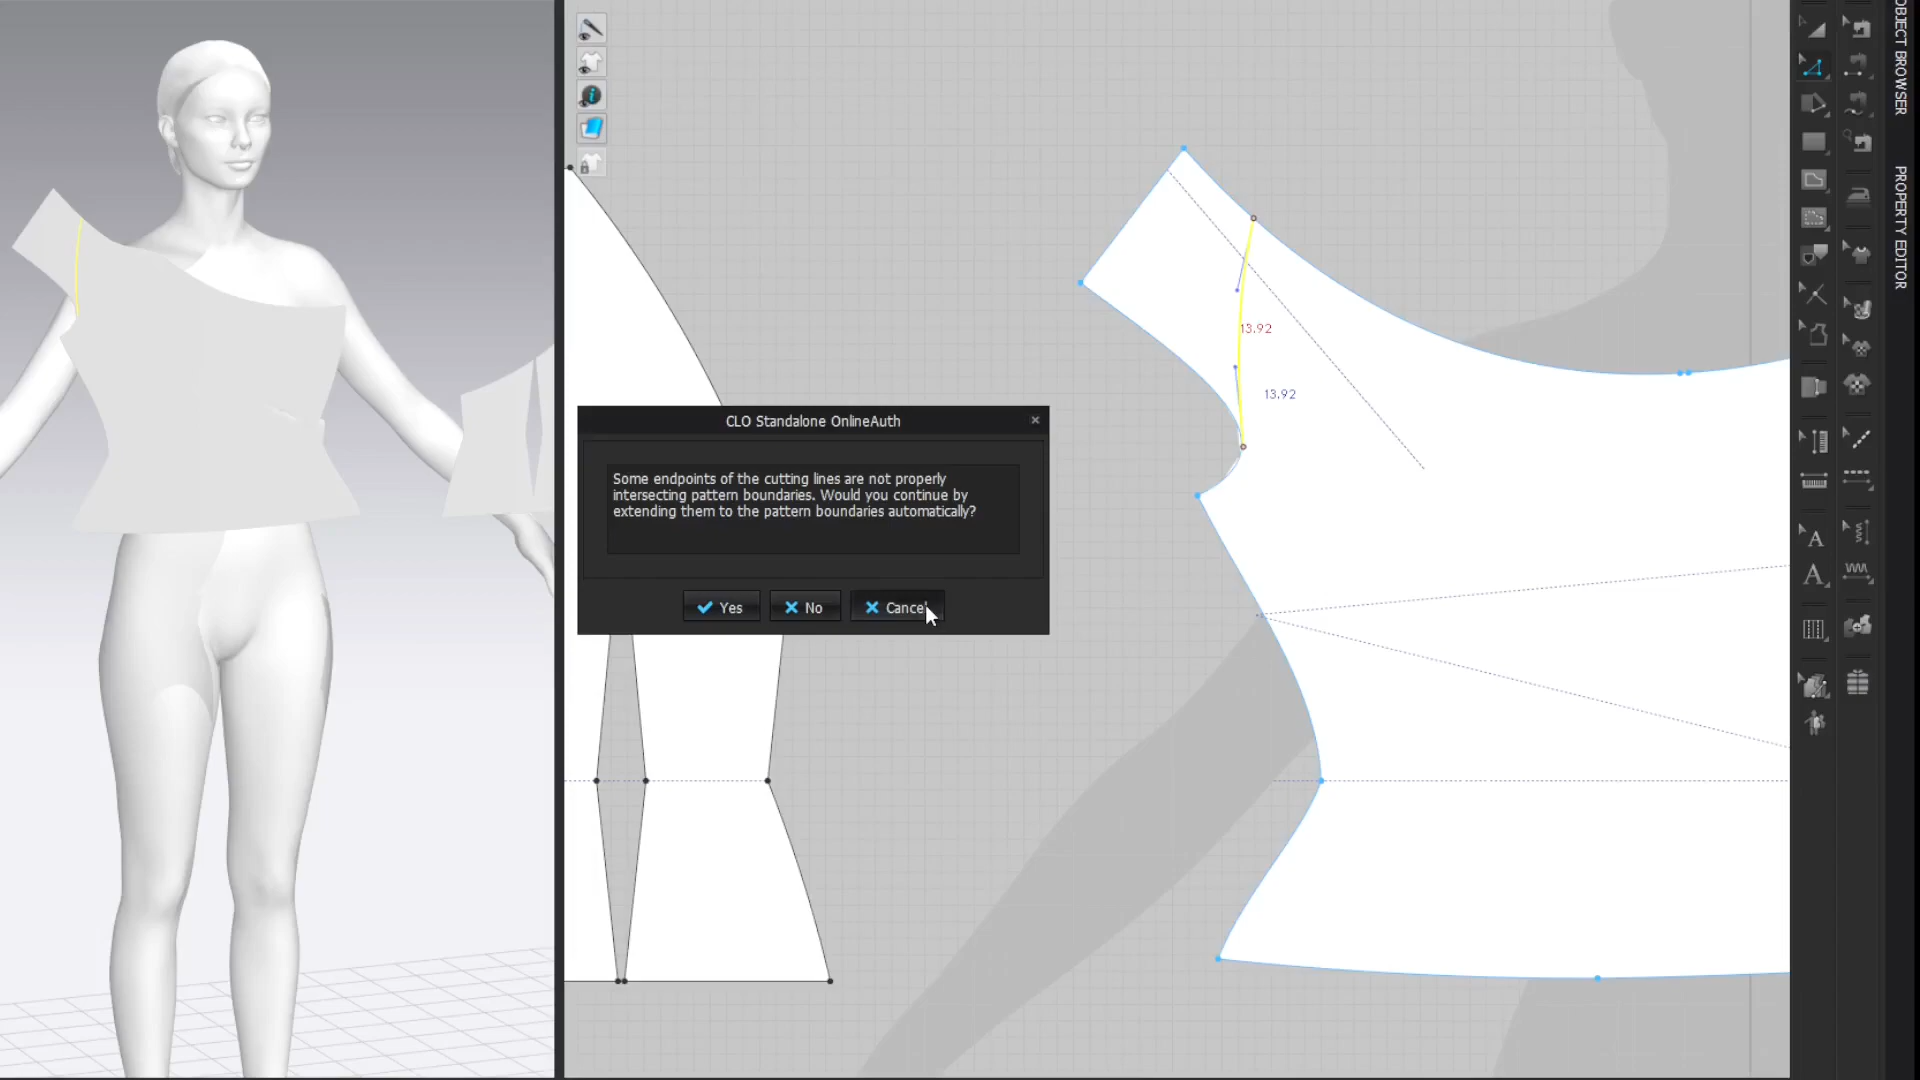 CLO Standalone OnlineAuth
Some endpoints of the cutting lines are not properly
intersecting pattern boundaries. Would you continue by
extending them to the pattern boundaries automatically?
Yes
No
Cancel
13.92
13.92
OBJECT BROWSER
PROPERTY EDITOR